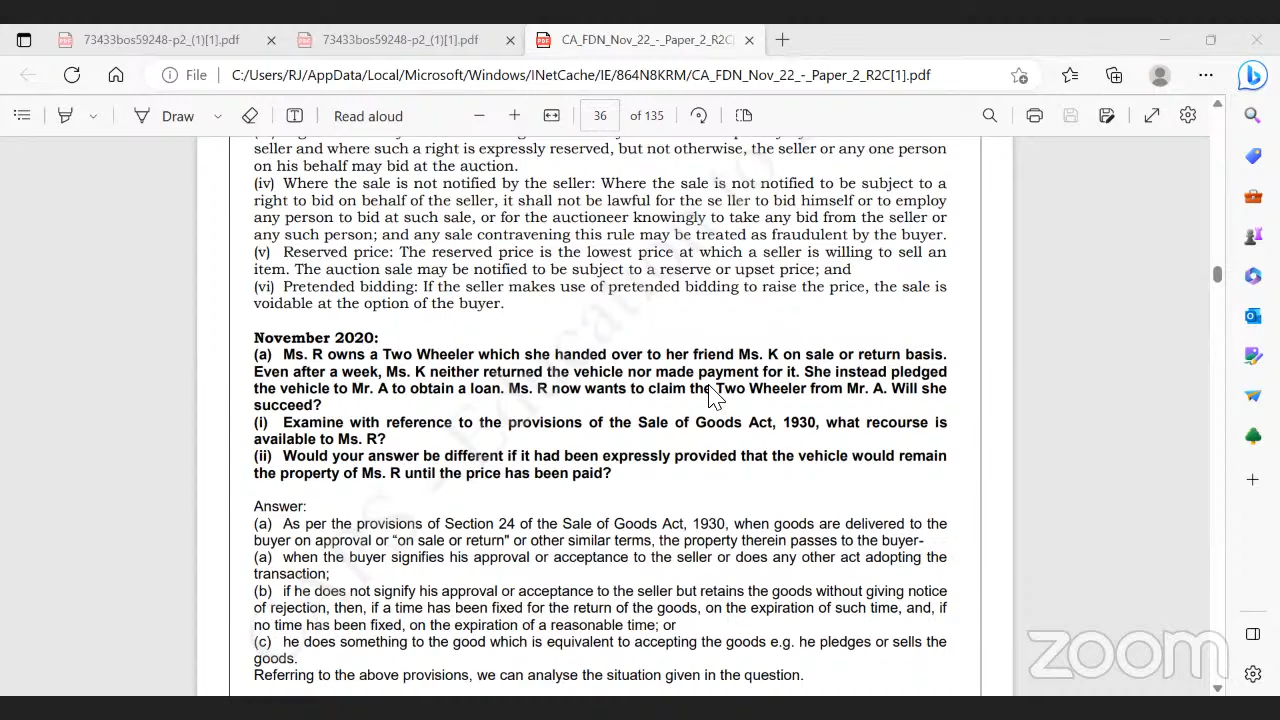 73433bos59248-p2_(1)[1].pdf
73433bos59248-p2_(1)[1].pdf
CA_FDN_Nov_22_-_Paper_2_R2C[
File
C:/Users/RJ/AppData/Local/Microsoft/Windows/INetCache/IE/864N8KRM/CA_FDN_Nov_22_-_Paper_2_R2C[1].pdf
Draw
Read aloud
36 of 135
seller and where such a right is expressly reserved, but not otherwise, the seller or any one person
on his behalf may bid at the auction.
(iv) Where the sale is not notified by the seller: Where the sale is not notified to be subject to a
right to bid on behalf of the seller, it shall not be lawful for the se ller to bid himself or to employ
any person to bid at such sale, or for the auctioneer knowingly to take any bid from the seller or
any such person; and any sale contravening this rule may be treated as fraudulent by the buyer.
(v) Reserved price: The reserved price is the lowest price at which a seller is willing to sell an
item. The auction sale may be notified to be subject to a reserve or upset price; and
(vi) Pretended bidding: If the seller makes use of pretended bidding to raise the price, the sale is
voidable at the option of the buyer.
November 2020:
(a) Ms. R owns a Two Wheeler which she handed over to her friend Ms. K on sale or return basis.
Even after a week, Ms. K neither returned the vehicle nor made payment for it. She instead pledged
the vehicle to Mr. A to obtain a loan. Ms. R now wants to claim the Two Wheeler from Mr. A. Will she
succeed?
(i) Examine with reference to the provisions of the Sale of Goods Act, 1930, what recourse is
available to Ms. R?
(ii) Would your answer be different if it had been expressly provided that the vehicle would remain
the property of Ms. R until the price has been paid?
Answer:
(a) As per the provisions of Section 24 of the Sale of Goods Act, 1930, when goods are delivered to the
buyer on approval or “on sale or return” or other similar terms, the property therein passes to the buyer-
(a) when the buyer signifies his approval or acceptance to the seller or does any other act adopting the
transaction;
(b) if he does not signify his approval or acceptance to the seller but retains the goods without giving notice
of rejection, then, if a time has been fixed for the return of the goods, on the expiration of such time, and, if
no time has been fixed, on the expiration of a reasonable time; or
(c) he does something to the good which is equivalent to accepting the goods e.g. he pledges or sells the
goods.
Referring to the above provisions, we can analyse the situation given in the question.
zoom